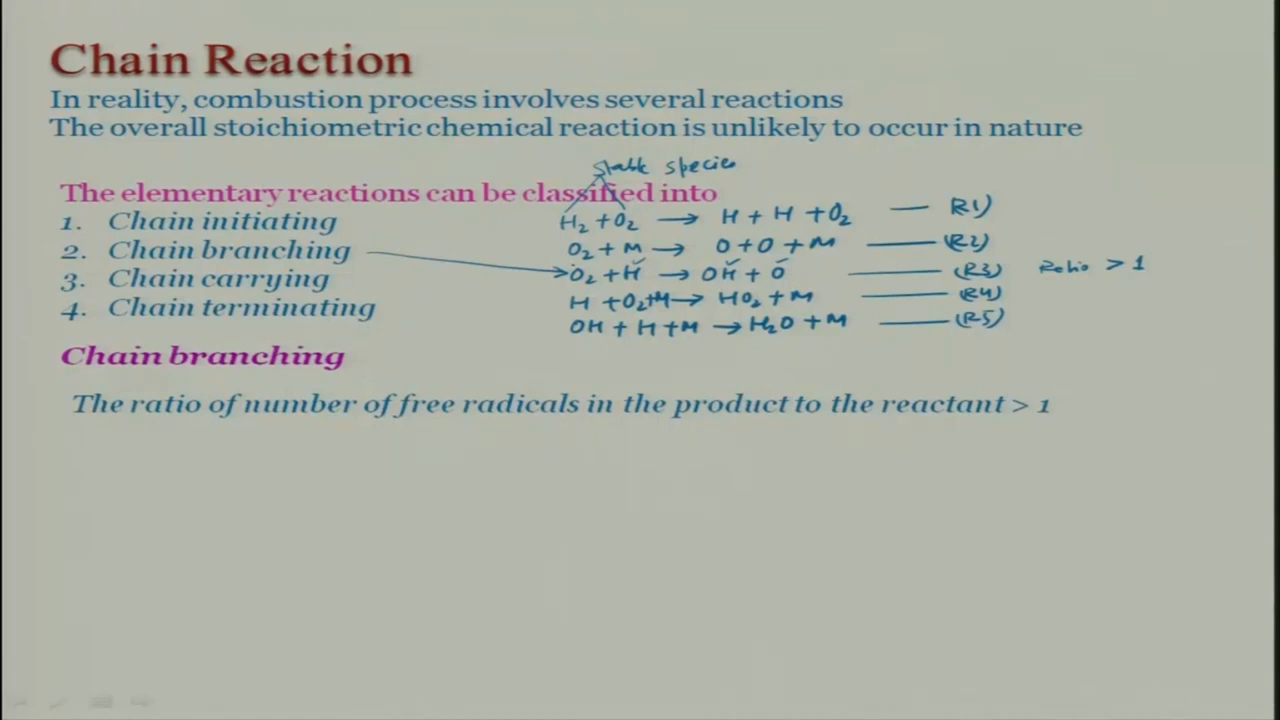 Chain Reaction
In reality, combustion process involves several reactions
The overall stoichiometric chemical reaction is unlikely to occur in nature
stable species
The elementary reactions can be classified into
1. Chain initiating H₂ + O₂ → H + H + O₂ — R1)
2. Chain branching O₂ + M → O + O + M — (R2)
3. Chain carrying O₂ + H → OH + O — (R3) Ratio > 1
4. Chain terminating H + O₂+M → HO₂ + M — (R4)
OH + H + M → H₂O + M — (R5)
Chain branching
The ratio of number of free radicals in the product to the reactant > 1